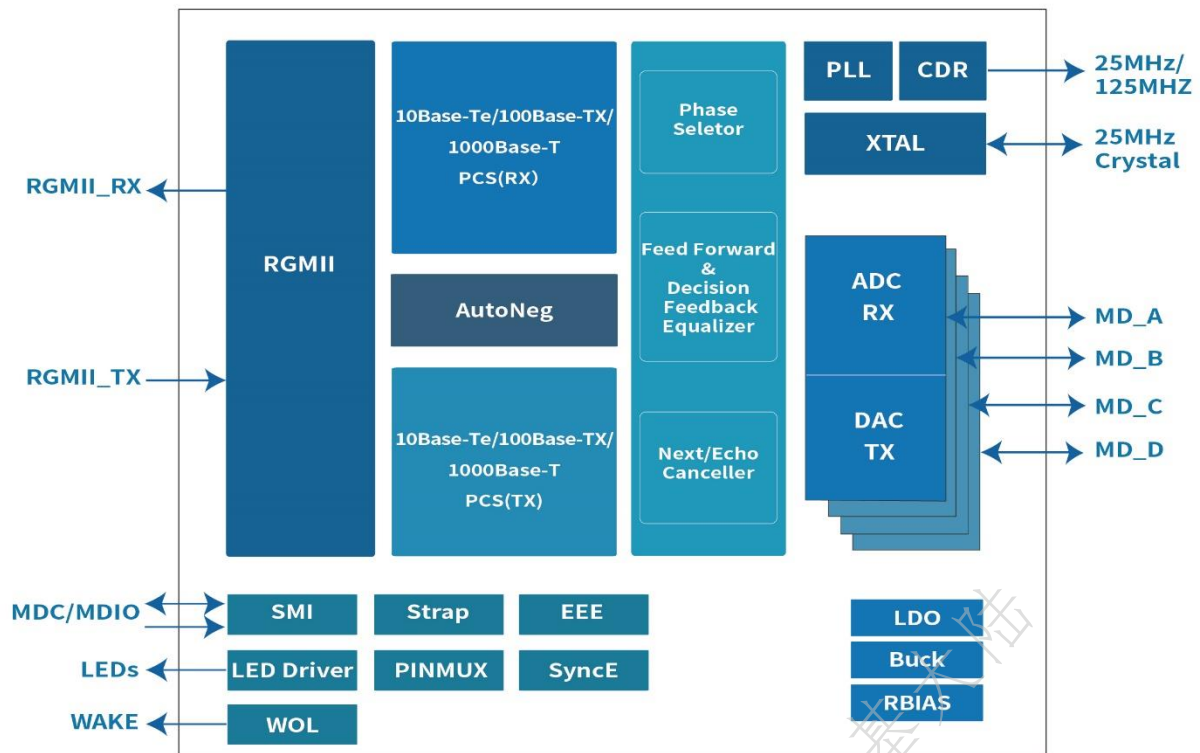 RGMII_RX
RGMII_TX
MDC/MDIO
LEDs
WAKE
RGMII
10Base-Te/100Base-TX/
1000Base-T
PCS(RX)
AutoNeg
10Base-Te/100Base-TX/
1000Base-T
PCS(TX)
Phase
Seletor
Feed Forward
&
Decision
Feedback
Equalizer
Next/Echo
Canceller
PLL
CDR
XTAL
25MHz/
125MHZ
25MHz
Crystal
ADC
RX
DAC
TX
MD_A
MD_B
MD_C
MD_D
SMI
Strap
EEE
LED Driver
PINMUX
SyncE
WOL
LDO
Buck
RBIAS
基大陆